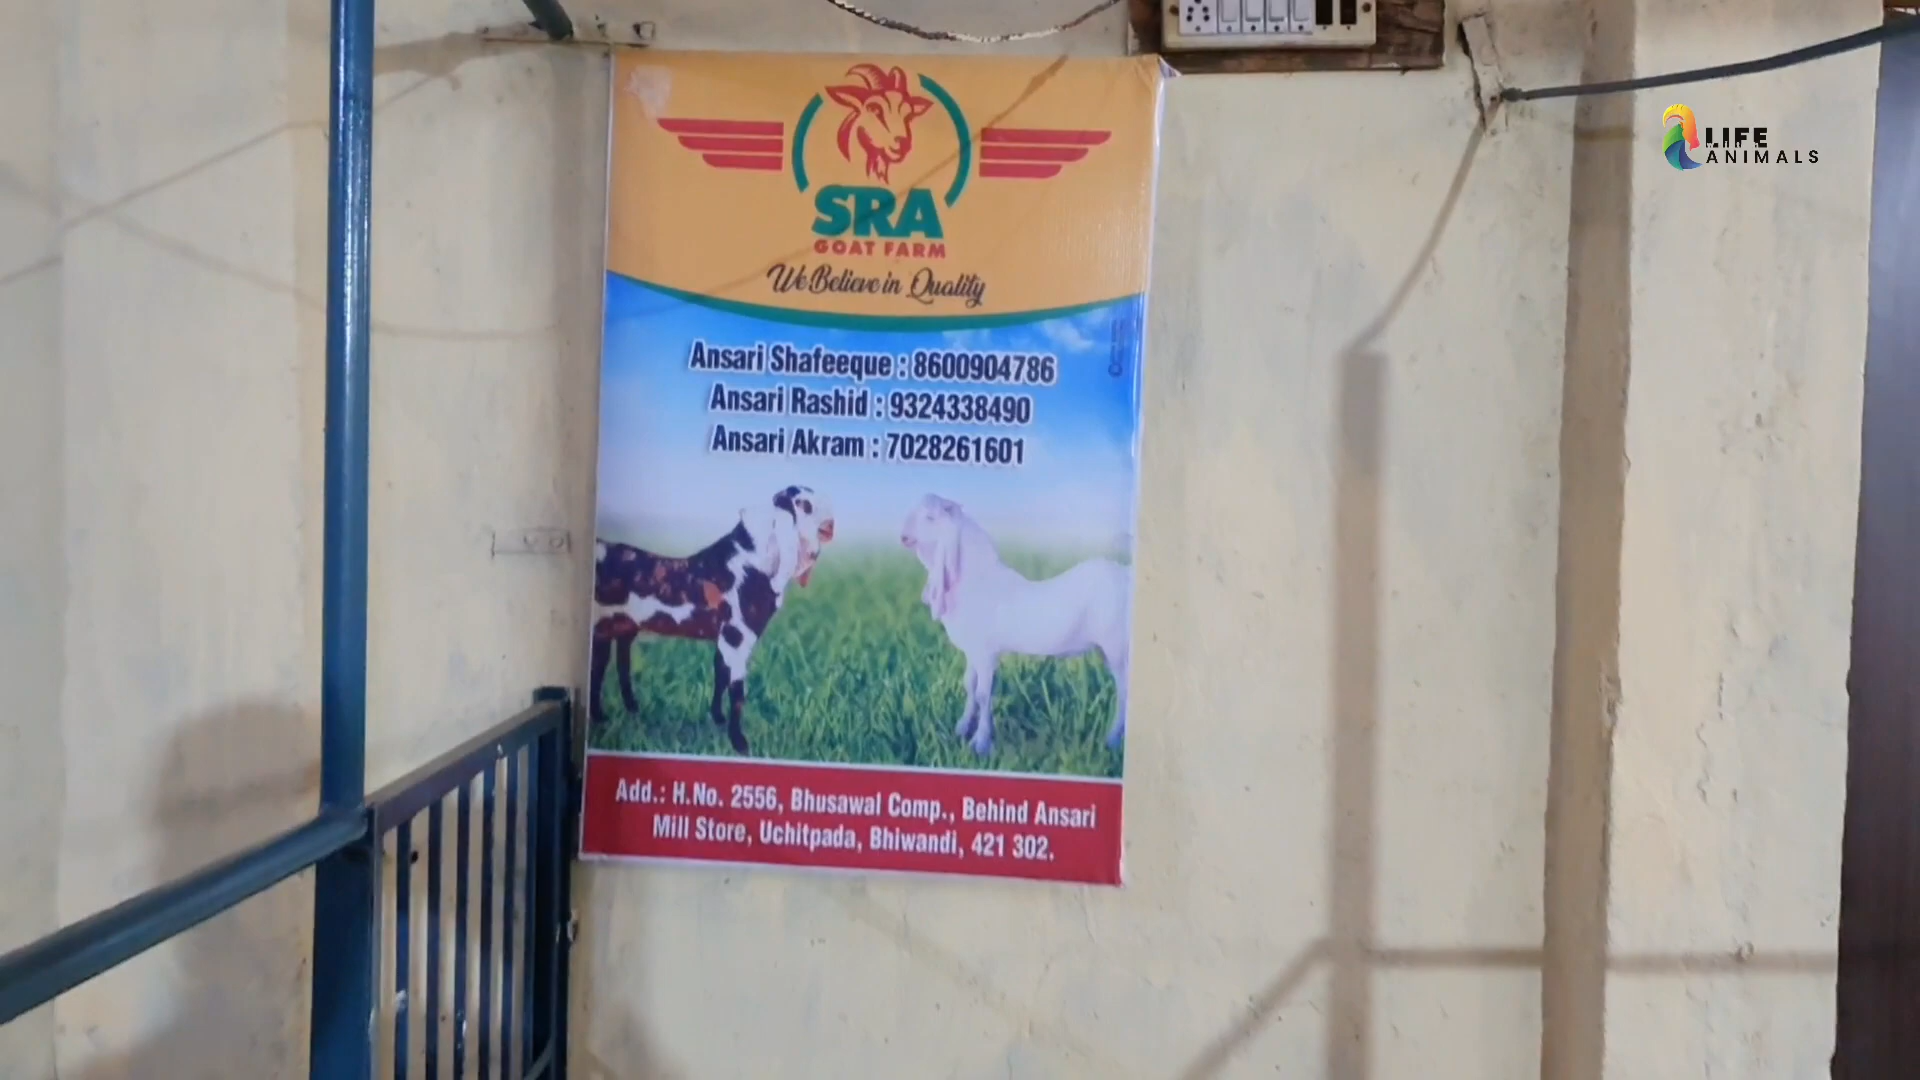 SRA
GOAT FARM
We Believe in Quality
Ansari Shafeeque : 8600904786
Ansari Rashid : 9324338490
Ansari Akram : 7028261601
Add.: H.No. 2556, Bhusawal Comp., Behind Ansari
Mill Store, Uchitpada, Bhiwandi, 421 302.
LIFE
ANIMALS